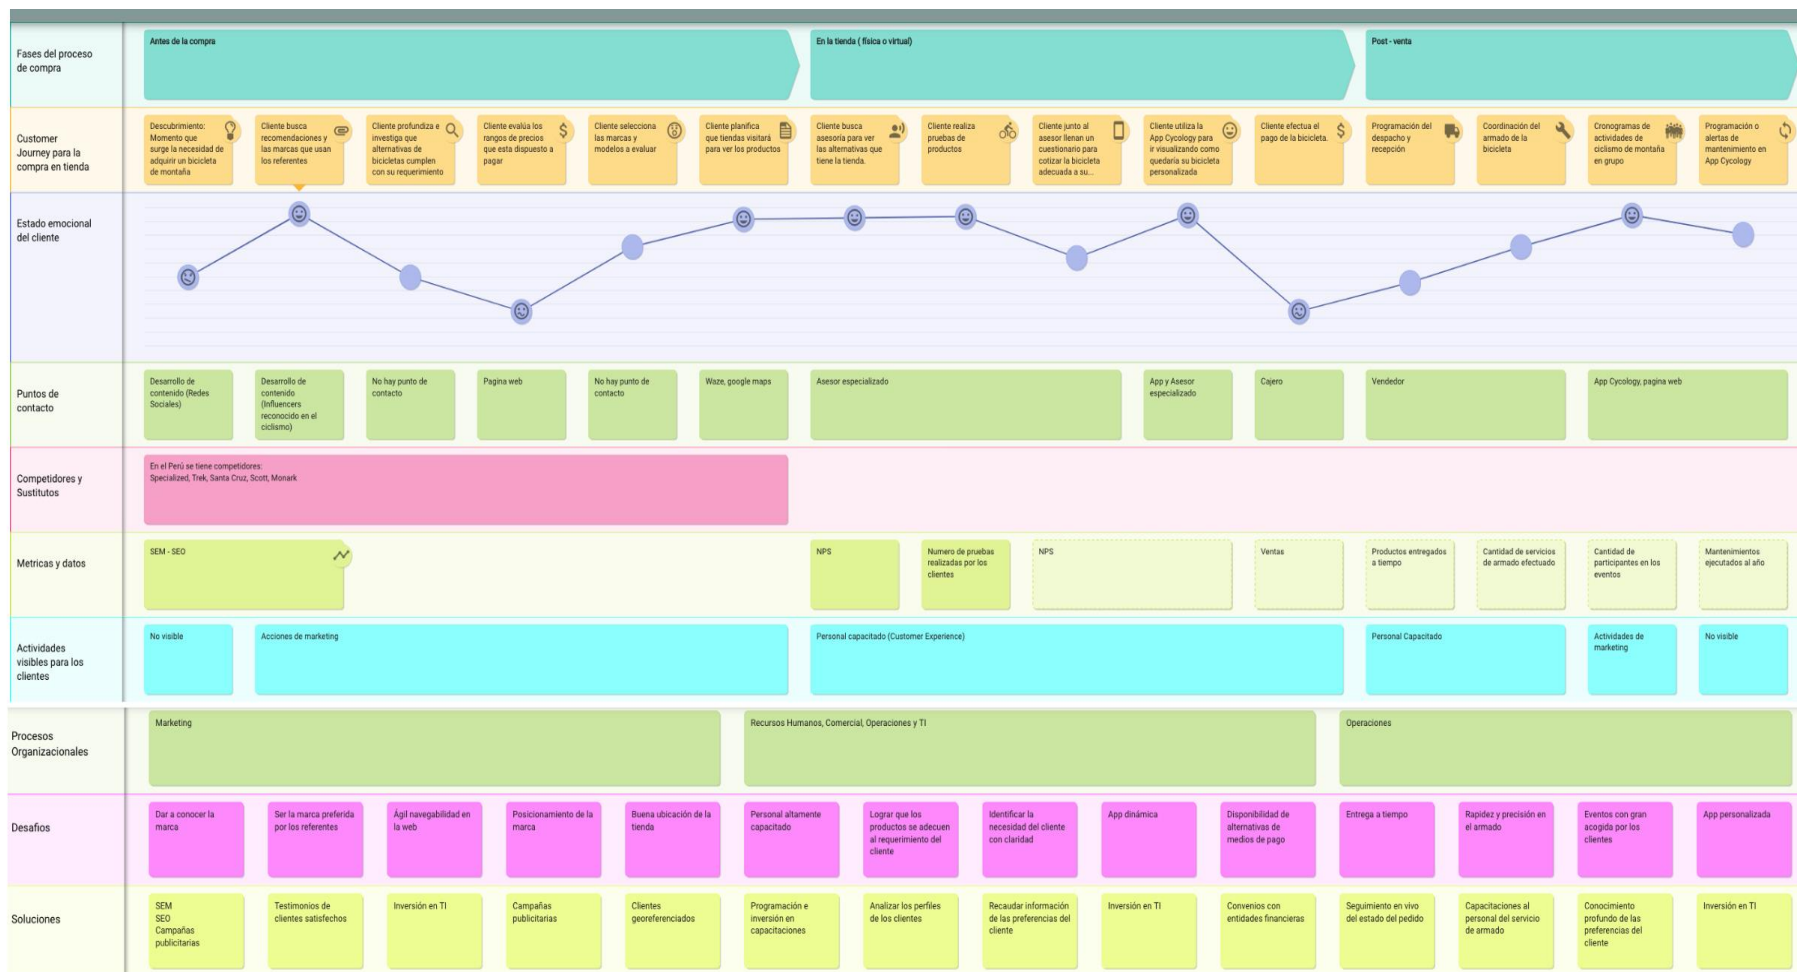 Fases del proceso
de compra
Antes de la compra
En la tienda ( física o virtual)
Post - venta
Customer
Journey para la
compra en tienda
Descubrimiento:
Momento que
surge la necesidad de
adquirir un bicicleta
de montaña
Cliente busca
recomendaciones y
las marcas que usan
los referentes
Cliente profundiza e
investiga que
alternativas de
bicicletas cumplen
con su requerimiento
Cliente evalúa los
rangos de precios
que esta dispuesto a
pagar
Cliente selecciona
las marcas y
modelos a evaluar
Cliente planifica
que tiendas visitará
para ver los productos
Cliente busca
asesoría para ver
las alternativas que
tiene la tienda.
Cliente realiza
pruebas de
productos
Cliente junto al
asesor llenan un
cuestionario para
cotizar la bicicleta
adecuada a su...
Cliente utiliza la
App Cycology para
ir visualizando como
quedaría su bicicleta
personalizada
Cliente efectua el
pago de la bicicleta.
Programación del
despacho y
recepción
Coordinación del
armado de la
bicicleta
Cronogramas de
actividades de
ciclismo de montaña
en grupo
Programación o
alertas de
mantenimiento en
App Cycology
Estado emocional
del cliente
Puntos de
contacto
Desarrollo de
contenido (Redes
Sociales)
Desarrollo de
contenido
(Influencers
reconocido en el
ciclismo)
No hay punto de
contacto
Pagina web
No hay punto de
contacto
Waze, google maps
Asesor especializado
App y Asesor
especializado
Cajero
Vendedor
App Cycology, pagina web
Competidores y
Sustitutos
En el Perú se tiene competidores:
Specialized, Trek, Santa Cruz, Scott, Monark
Metricas y datos
SEM - SEO
NPS
Numero de pruebas
realizadas por los
clientes
NPS
Ventas
Productos entregados
a tiempo
Cantidad de servicios
de armado efectuado
Cantidad de
participantes en los
eventos
Mantenimientos
ejecutados al año
Actividades
visibles para los
clientes
No visible
Acciones de marketing
Personal capacitado (Customer Experience)
Personal Capacitado
Actividades de
marketing
No visible
Procesos
Organizacionales
Marketing
Recursos Humanos, Comercial, Operaciones y TI
Operaciones
Desafios
Dar a conocer la
marca
Ser la marca preferida
por los referentes
Ágil navegabilidad en
la web
Posicionamiento de la
marca
Buena ubicación de la
tienda
Personal altamente
capacitado
Lograr que los
productos se adecuen
al requerimiento del
cliente
Identificar la
necesidad del cliente
con claridad
App dinámica
Disponibilidad de
alternativas de
medios de pago
Entrega a tiempo
Rapidez y precisión en
el armado
Eventos con gran
acogida por los
clientes
App personalizada
Soluciones
SEM
SEO
Campañas
publicitarias
Testimonios de
clientes satisfechos
Inversión en TI
Campañas
publicitarias
Clientes
georeferenciados
Programación e
inversión en
capacitaciones
Analizar los perfiles
de los clientes
Recaudar información
de las preferencias del
cliente
Inversión en TI
Convenios con
entidades financieras
Seguimiento en vivo
del estado del pedido
Capacitaciones al
personal del servicio
de armado
Conocimiento
profundo de las
preferencias del
cliente
Inversión en TI